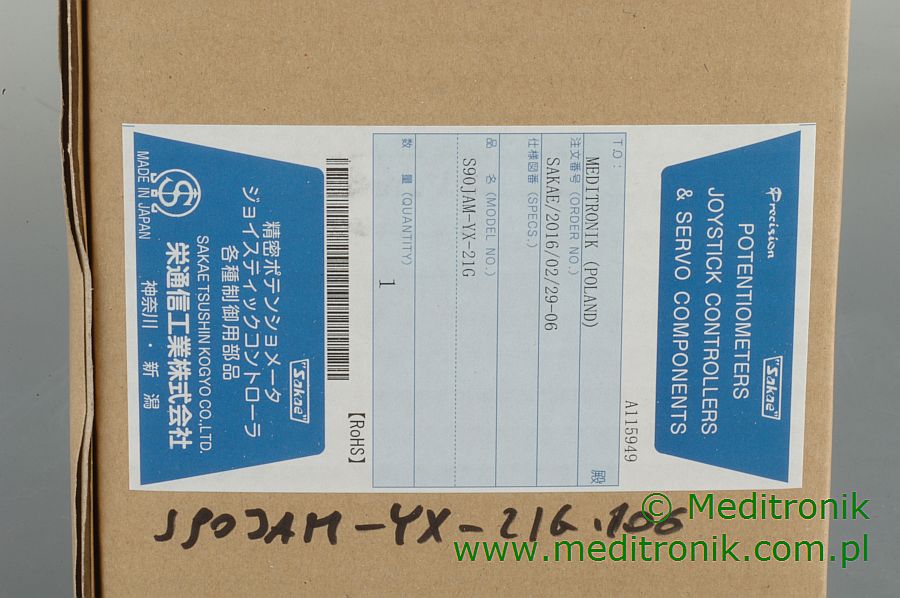 Precision
Sakae
POTENTIOMETERS
JOYSTICK CONTROLLERS
& SERVO COMPONENTS
A115949
T.O:
MEDITRONIK (POLAND)
殿
注文番号 (ORDER NO.)
SAKAE/2016/02/29-06
仕様図番 (SPECS.)
品 名 (MODEL NO.)
S90JAM-YX-21G
数 量 (QUANTITY)
1
【RoHS】
Sakae
精密ポテンショメータ
ジョイスティックコントローラ
各種制御用部品
SAKAE TSUSHIN KOGYO CO.,LTD.
栄通信工業株式会社
神奈川・新潟
MADE IN JAPAN
S90JAM-YX-21G.106
© Meditronik
www.meditronik.com.pl